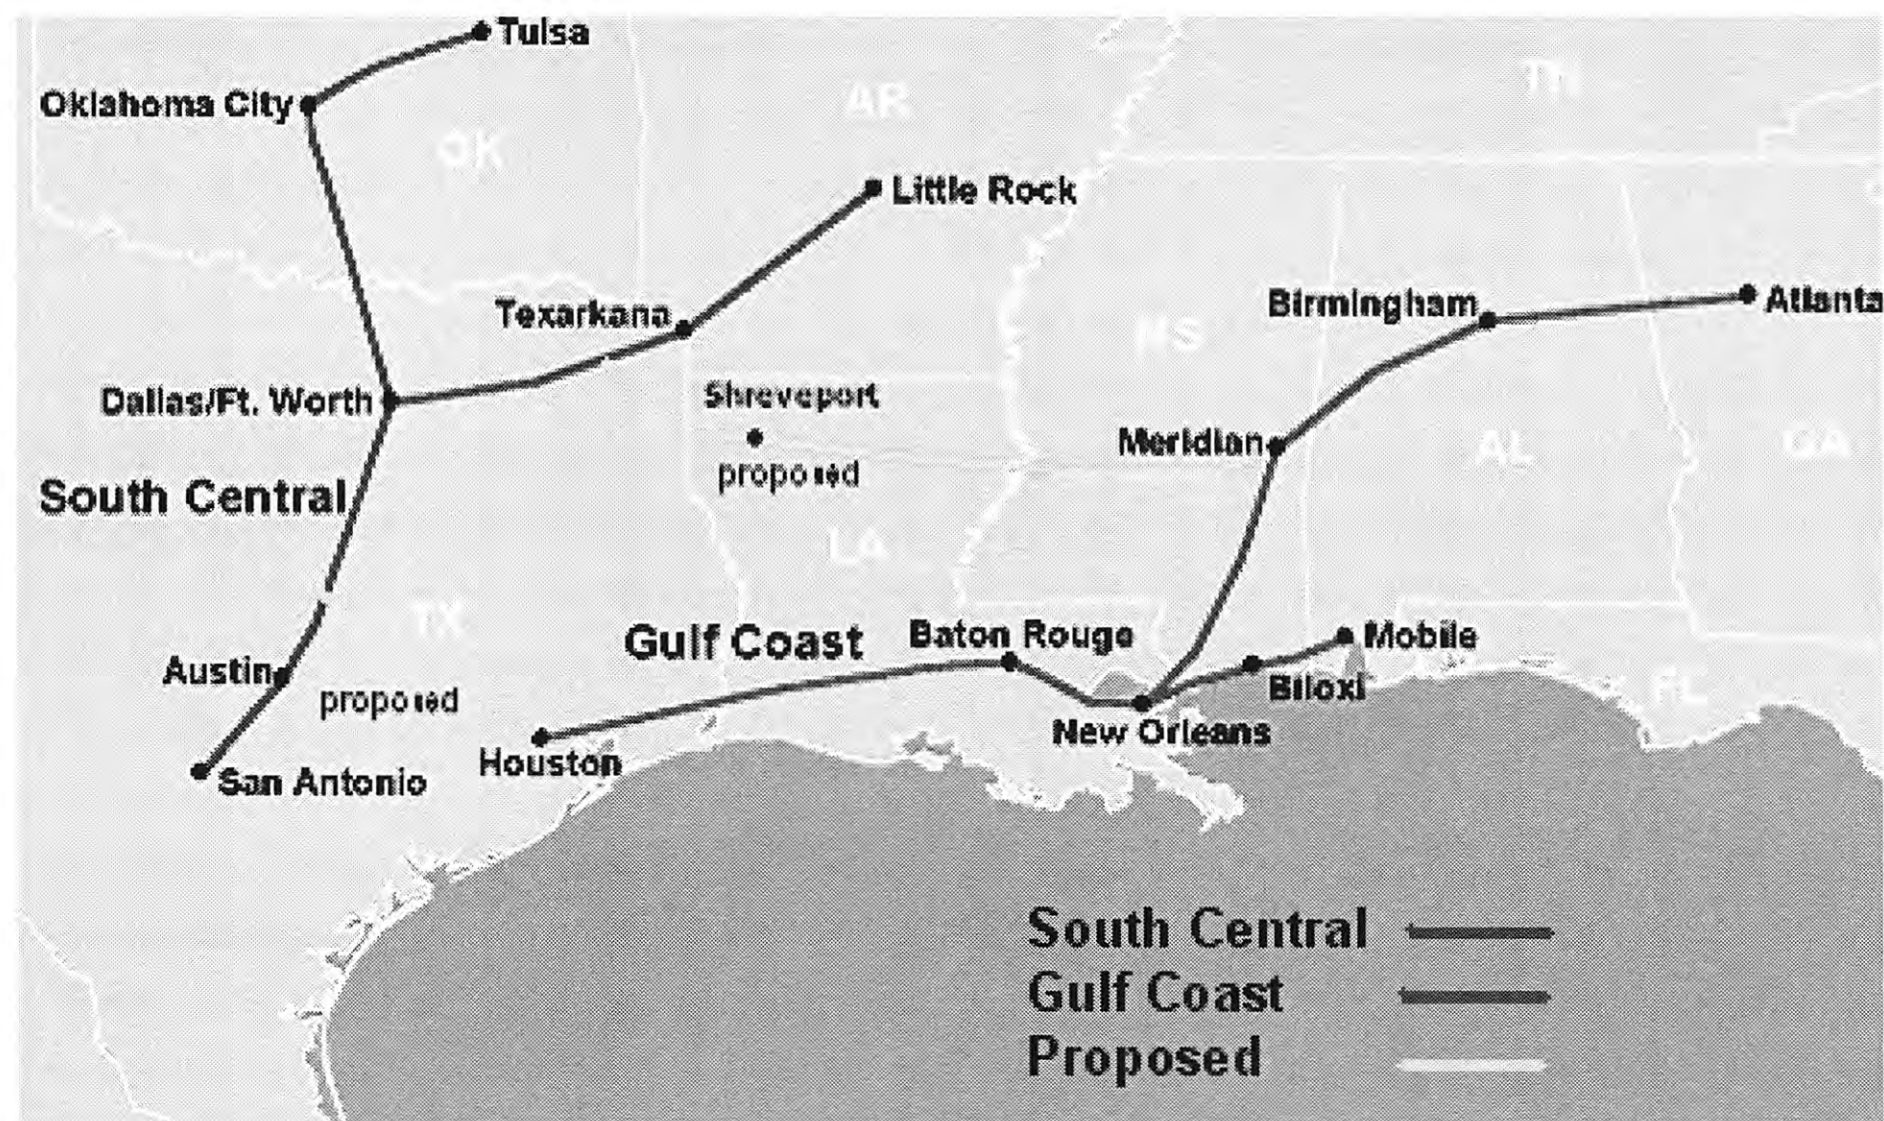 Tulsa
Oklahoma City
AR
TN
OK
Little Rock
Texarkana
Birmingham
Atlanta
MS
Dallas/Ft. Worth
Shreveport
proposed
Meridian
AL
GA
South Central
LA
TX
Gulf Coast
Baton Rouge
Mobile
Austin
proposed
Biloxi
FL
New Orleans
Houston
San Antonio
South Central
Gulf Coast
Proposed